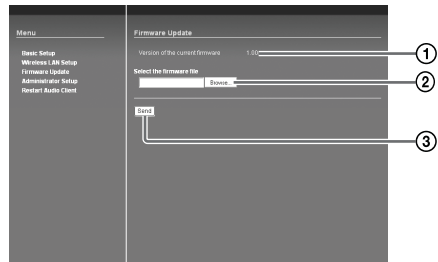 Menu
Basic Setup
Wireless LAN Setup
Firmware Update
Administrator Setup
Restart Audio Client
Firmware Update
Version of the current firmware 1.00
Select the firmware file
Browse...
Send
1
2
3